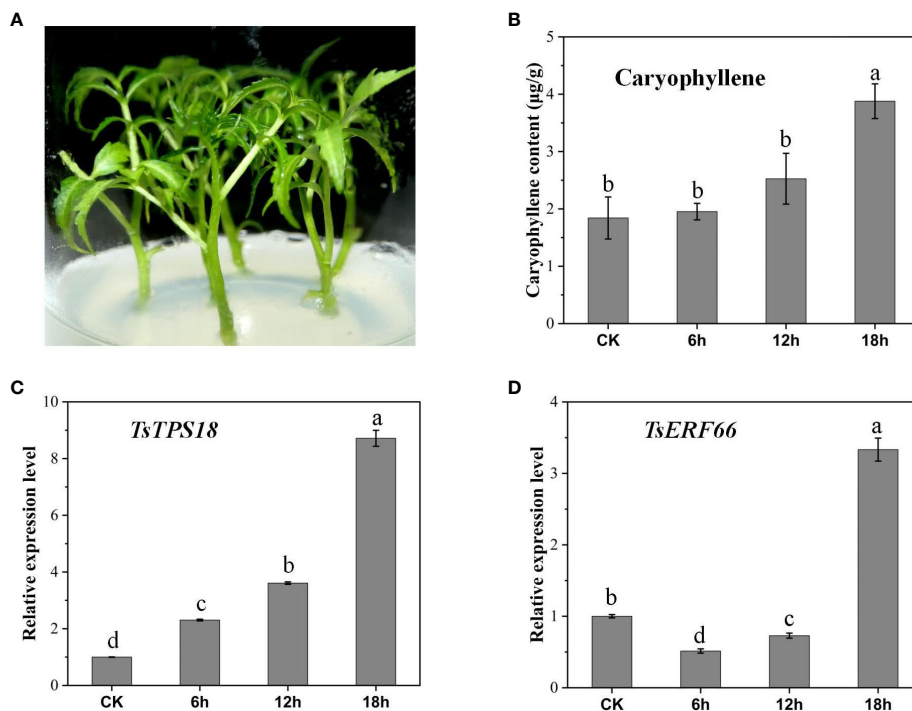 A
B
Caryophyllene content (μg/g)
5
4
3
2
1
0
Caryophyllene
b
b
b
a
CK
6h
12h
18h
C
Relative expression level
10
8
6
4
2
0
TsTPS18
d
c
b
a
CK
6h
12h
18h
D
Relative expression level
4
3
2
1
0
TsERF66
b
d
c
a
CK
6h
12h
18h